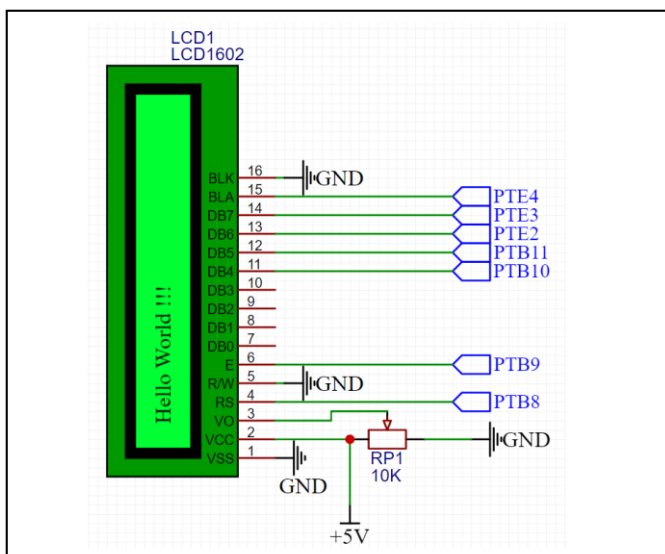 LCD1
LCD1602
BLK 16 GND
BLA 15 PTE4
DB7 14 PTE3
DB6 13 PTE2
DB5 12 PTB11
DB4 11 PTB10
DB3 10
DB2 9
DB1 8
DB0 7
E 6 PTB9
R/W 5 GND
RS 4 PTB8
VO 3
VCC 2 GND
VSS 1
RP1
10K
GND
+5V
Hello World !!!